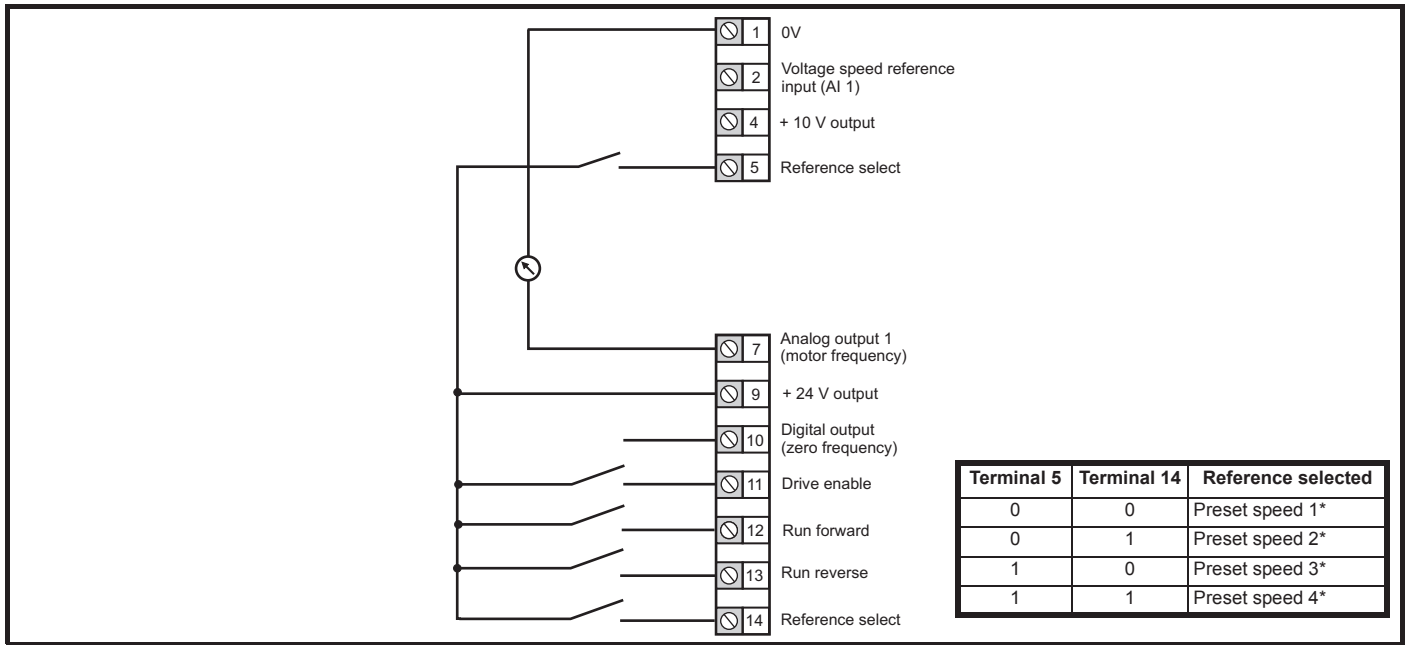 1 0V
2 Voltage speed reference
input (AI 1)
4 + 10 V output
5 Reference select
7 Analog output 1
(motor frequency)
9 + 24 V output
10 Digital output
(zero frequency)
11 Drive enable
12 Run forward
13 Run reverse
14 Reference select
Terminal 5 Terminal 14 Reference selected
0 0 Preset speed 1*
0 1 Preset speed 2*
1 0 Preset speed 3*
1 1 Preset speed 4*